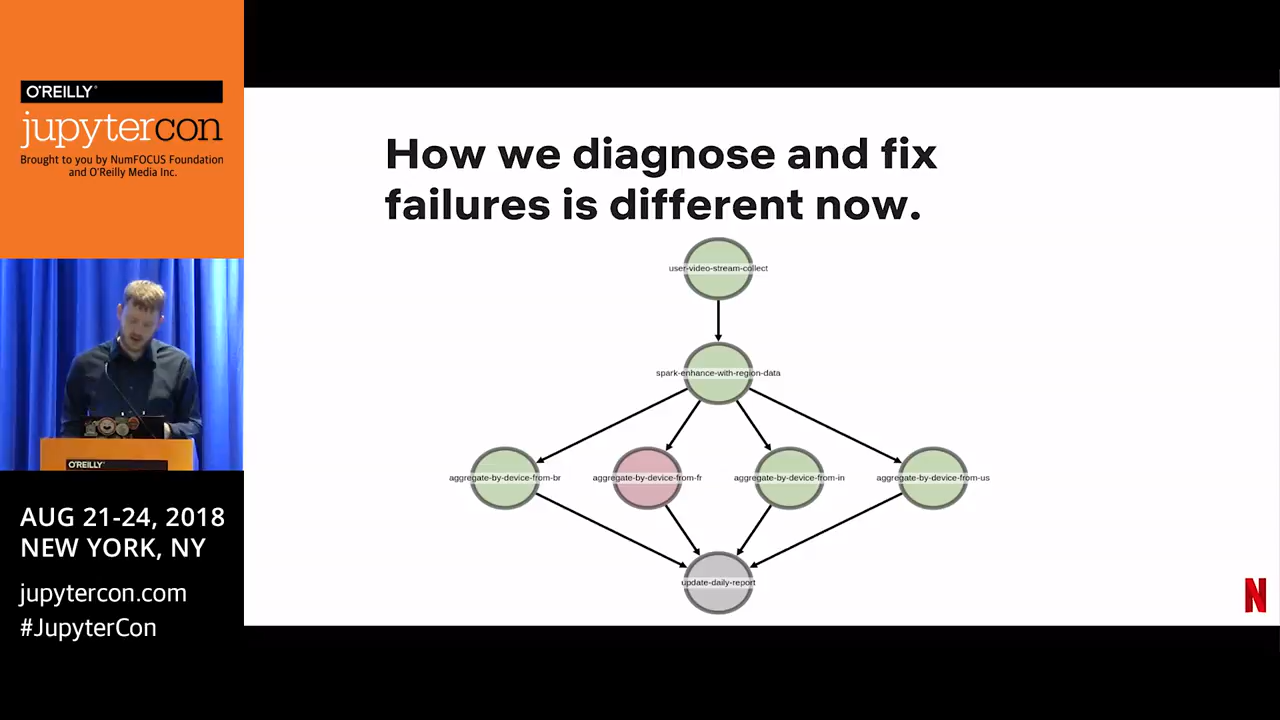 O'REILLY®
jupytercon
Brought to you by NumFOCUS Foundation
and O'Reilly Media Inc.
How we diagnose and fix
failures is different now.
user-video-stream-collect
spark-enhance-with-region-data
aggregate-by-device-from-br
aggregate-by-device-from-fr
aggregate-by-device-from-in
aggregate-by-device-from-us
update-daily-report
N
O'REILLY®
AUG 21-24, 2018
NEW YORK, NY
jupytercon.com
#JupyterCon